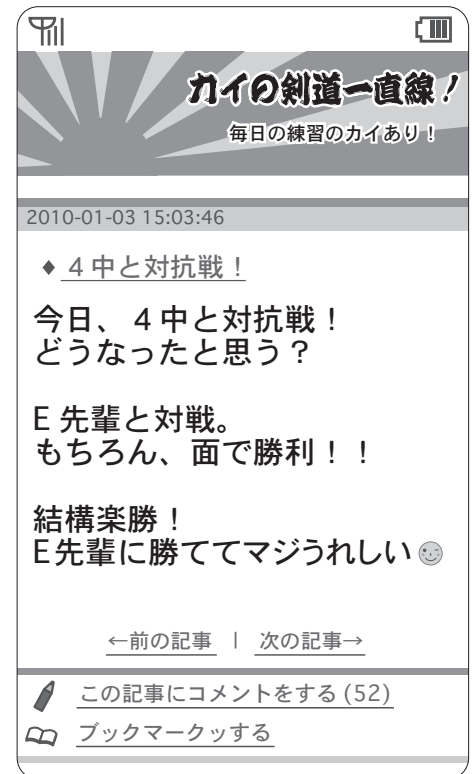 カイの剣道一直線！
毎日の練習のカイあり！
2010-01-03 15:03:46
♦ ４中と対抗戦！
今日、４中と対抗戦！
どうなったと思う？
E 先輩と対戦。
もちろん、面で勝利！！
結構楽勝！
E先輩に勝ててマジうれしい
←前の記事 | 次の記事→
この記事にコメントをする (52)
ブックマークッする